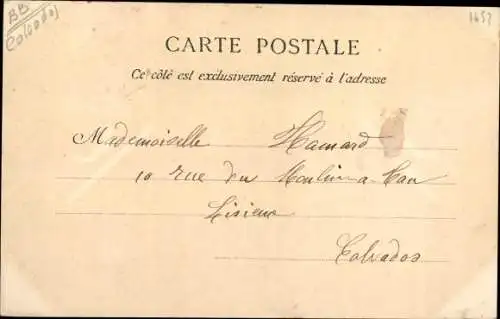 BB
Calvados
1452
CARTE POSTALE
Ce côté est exclusivement réservé à l'adresse
Mademoiselle Hamard
10 rue du Moulin-a-Tan
Lisieux
Calvados